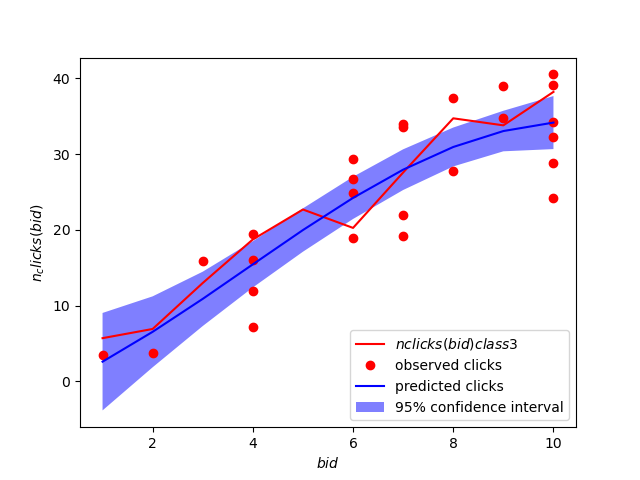 40
30
20
10
0
n_clicks(bid)
nclicks(bid)class3
observed clicks
predicted clicks
95% confidence interval
2 4 6 8 10
bid